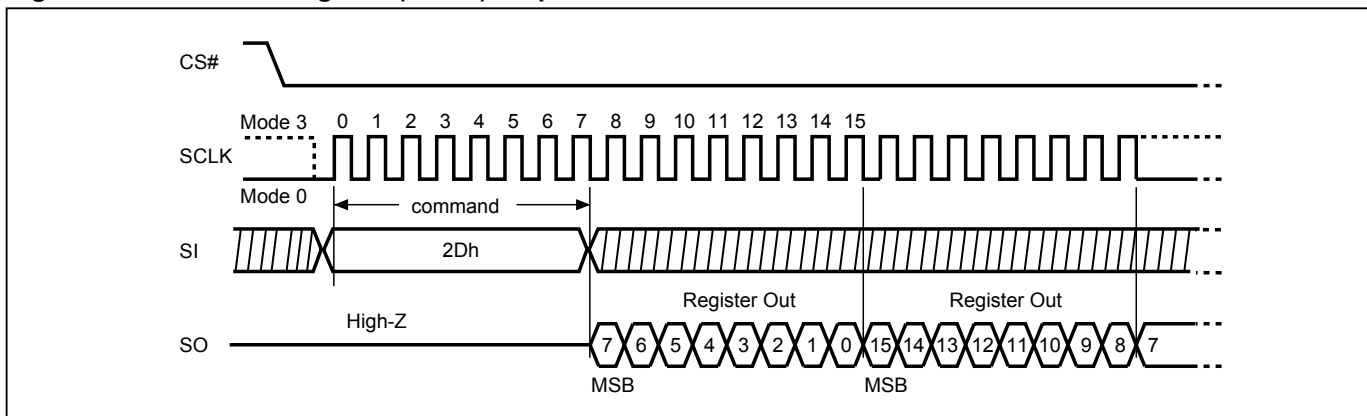 CS#
Mode 3 0 1 2 3 4 5 6 7 8 9 10 11 12 13 14 15
SCLK
Mode 0
command
SI 2Dh
Register Out Register Out
High-Z
SO 7 6 5 4 3 2 1 0 15 14 13 12 11 10 9 8 7
MSB MSB